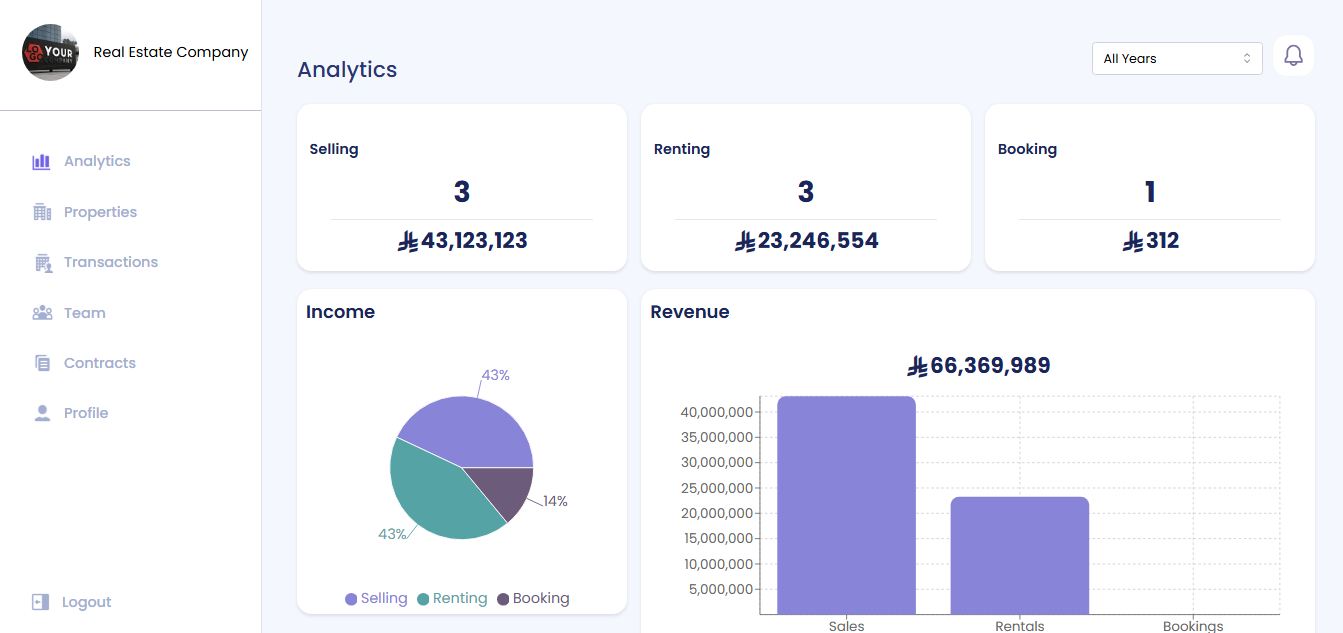 YOUR
Real Estate Company
Analytics
Properties
Transactions
Team
Contracts
Profile
Logout
Analytics
All Years
Selling
3
43,123,123
Renting
3
23,246,554
Booking
1
312
Income
43%
14%
43%
Selling Renting Booking
Revenue
66,369,989
40,000,000
35,000,000
30,000,000
25,000,000
20,000,000
15,000,000
10,000,000
5,000,000
Sales Rentals Bookings